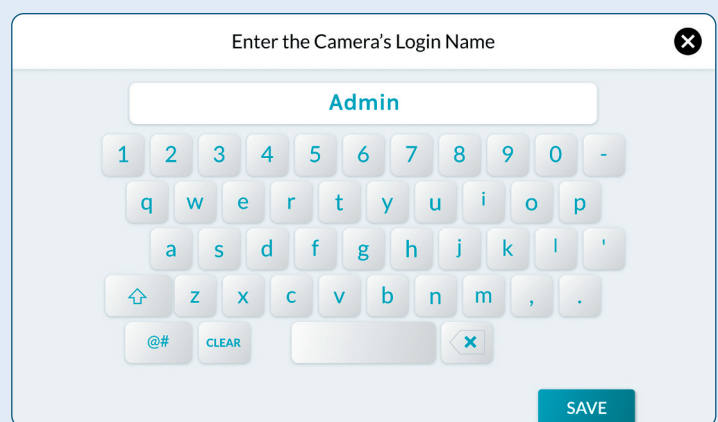 Enter the Camera's Login Name
Admin
1 2 3 4 5 6 7 8 9 0 -
q w e r t y u i o p
a s d f g h j k l '
z x c v b n m , .
@# CLEAR
SAVE